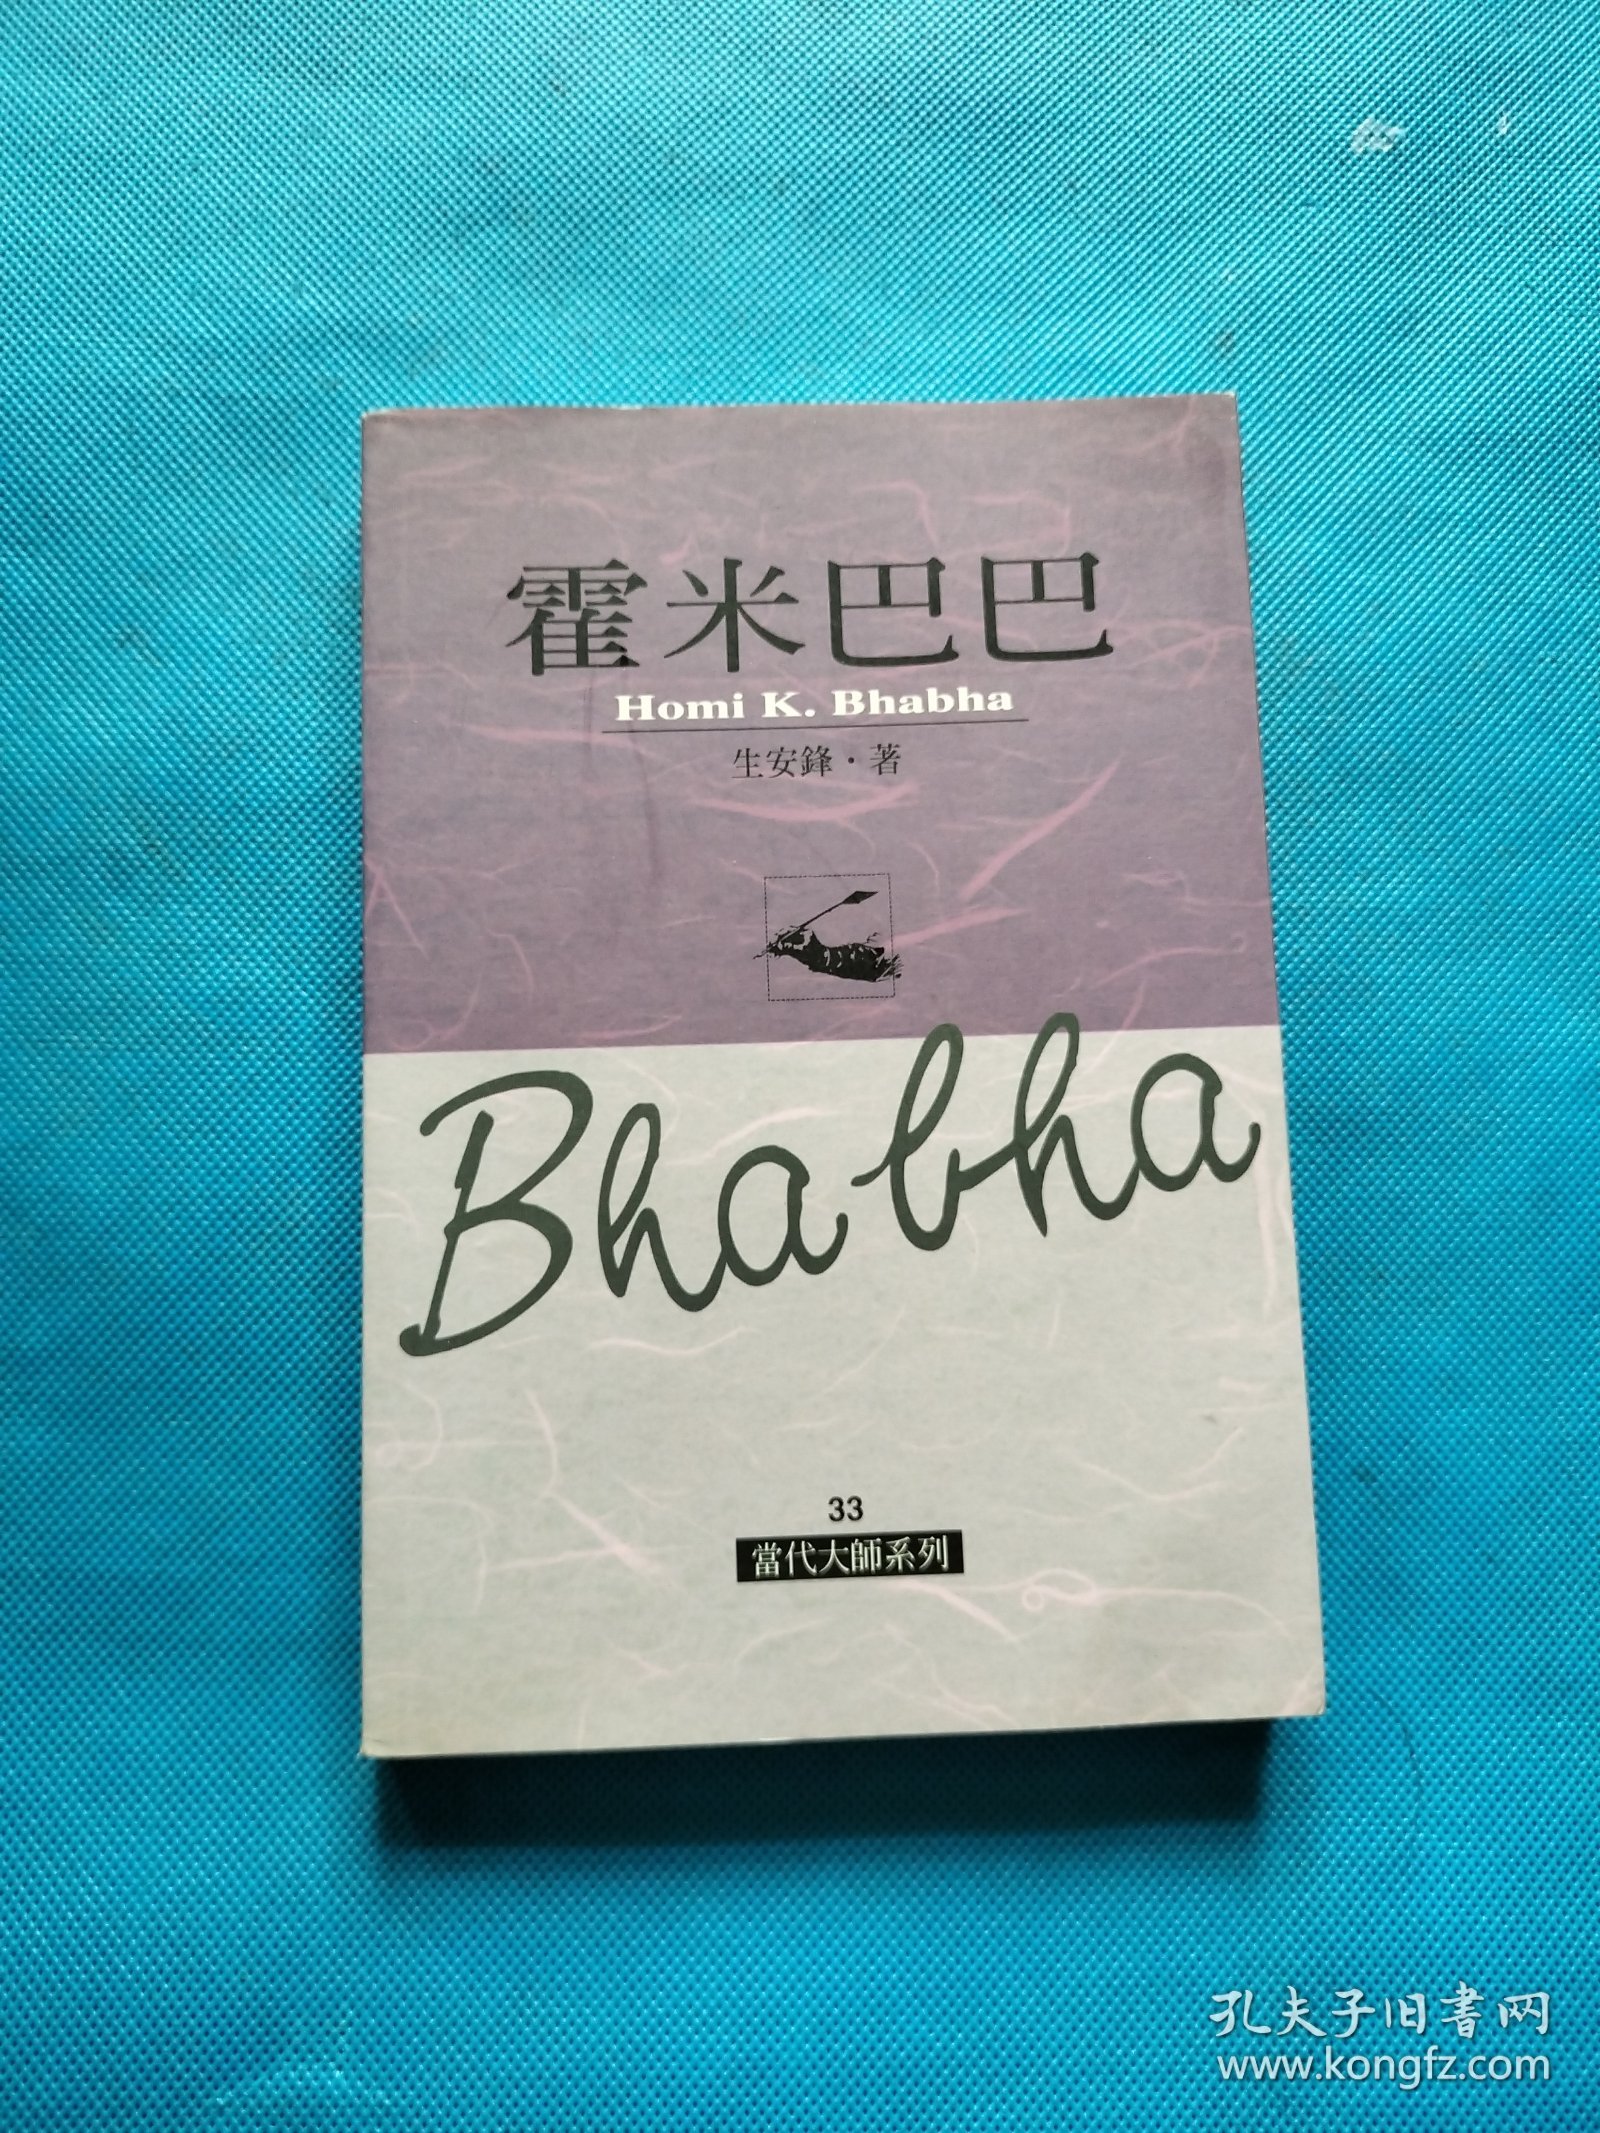 霍米巴巴
Homi K. Bhabha
生安鋒·著
Bhabha
33
當代大師系列
孔夫子旧書网
www.kongfz.com